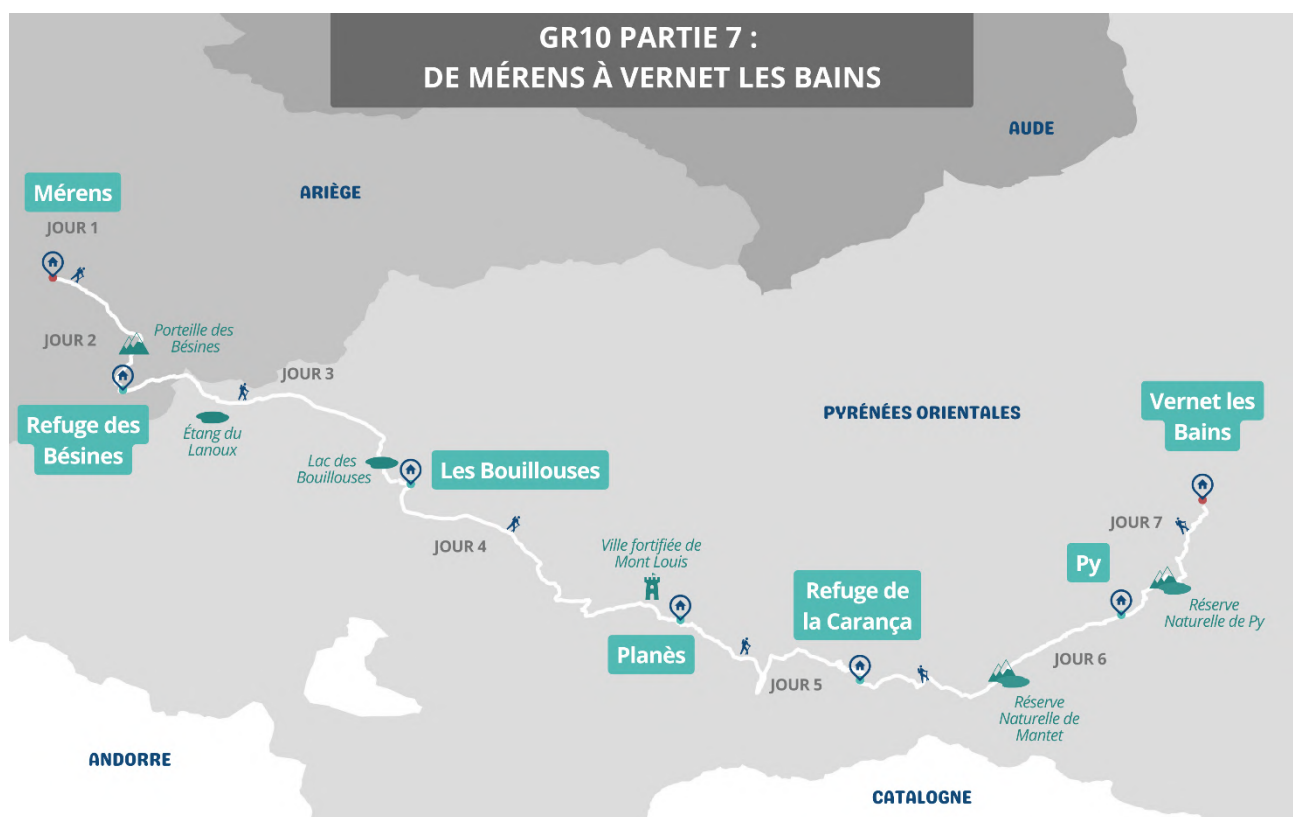 GR10 PARTIE 7 :
DE MÉRENS À VERNET LES BAINS
AUDE
ARIÈGE
Mérens
JOUR 1
JOUR 2
Porteille des
Bésines
JOUR 3
Refuge des
Bésines
Étang du
Lanoux
Lac des
Bouillouses
Les Bouillouses
PYRÉNÉES ORIENTALES
Vernet les
Bains
JOUR 4
Ville fortifiée de
Mont Louis
JOUR 7
Py
Refuge de
la Carança
Réserve
Naturelle de Py
Planès
JOUR 5
JOUR 6
Réserve
Naturelle de
Mantet
ANDORRE
CATALOGNE